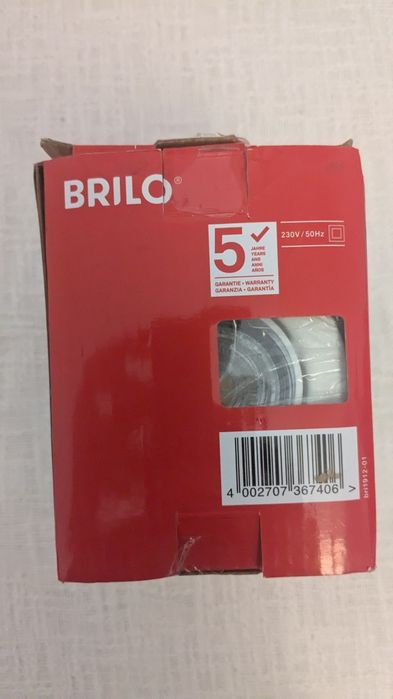 BRILO®
5
JAHRE
YEARS
ANS
ANNI
AÑOS
GARANTIE • WARRANTY
GARANZIA • GARANTÍA
230V / 50Hz
4 002707 367406 >
bri1912-01